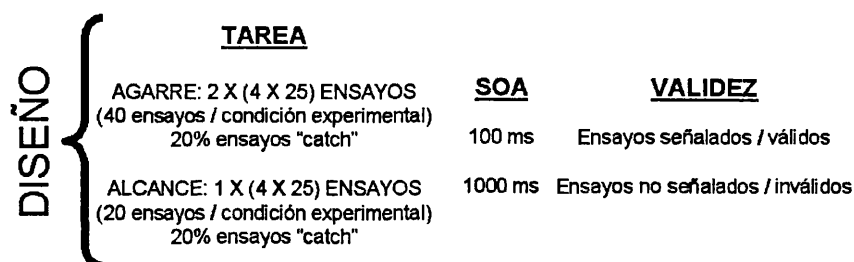 DISEÑO
TAREA
AGARRE: 2 X (4 X 25) ENSAYOS
(40 ensayos / condición experimental)
20% ensayos "catch"
ALCANCE: 1 X (4 X 25) ENSAYOS
(20 ensayos / condición experimental)
20% ensayos "catch"
SOA
100 ms
1000 ms
VALIDEZ
Ensayos señalados / válidos
Ensayos no señalados / inválidos